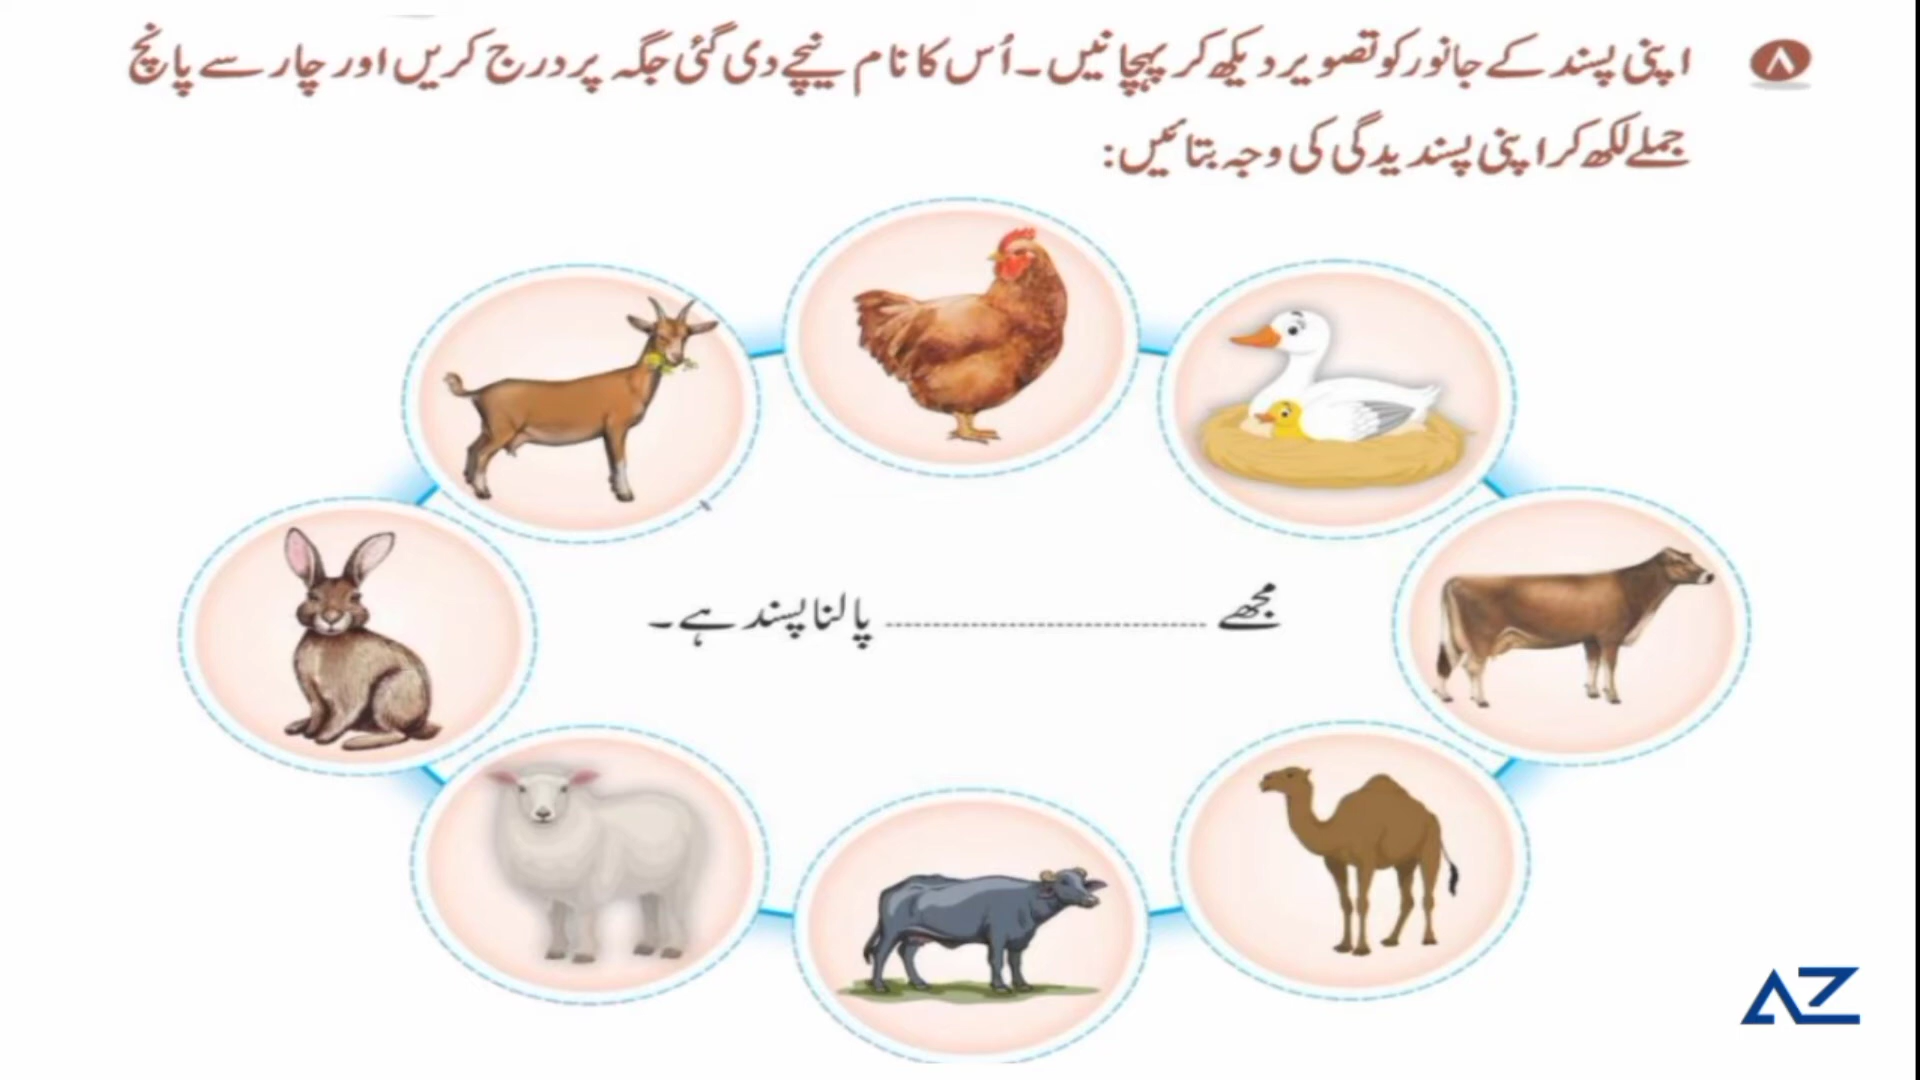 ۸ اپنی پسند کے جانور کو تصویر دیکھ کر پہچانیں۔ اُس کا نام نیچے دی گئی جگہ پر درج کریں اور چار سے پانچ
جملے لکھ کر اپنی پسندیدگی کی وجہ بتائیں:
مجھے ........................ پالنا پسند ہے۔
AZ